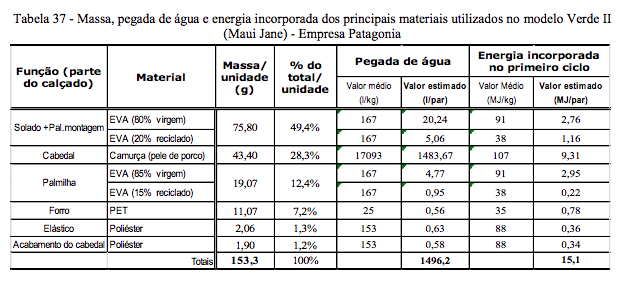 Tabela 37 - Massa, pegada de água e energia incorporada dos principais materiais utilizados no modelo Verde II
(Maui Jane) - Empresa Patagonia
Função (parte do calçado) Material Massa/ unidade (g) % do total/ unidade Pegada de água Energia incorporada no primeiro ciclo
Valor médio (l/kg) Valor estimado (l/par) Valor Médio (MJ/kg) Valor estimado (MJ/par)
Solado +Pal.montagem EVA (80% virgem) 75,80 49,4% 167 20,24 91 2,76
EVA (20% reciclado) 167 5,06 38 1,16
Cabedal Camurça (pele de porco) 43,40 28,3% 17093 1483,67 107 9,31
Palmilha EVA (85% virgem) 19,07 12,4% 167 4,77 91 2,95
EVA (15% reciclado) 167 0,95 38 0,22
Forro PET 11,07 7,2% 25 0,56 35 0,78
Elástico Poliéster 2,06 1,3% 153 0,63 88 0,36
Acabamento do cabedal Poliéster 1,90 1,2% 153 0,58 88 0,34
Totais 153,3 100% 1496,2 15,1